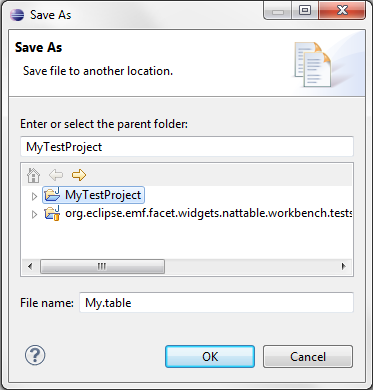 Save As
Save As
Save file to another location.
Enter or select the parent folder:
MyTestProject
MyTestProject
org.eclipse.emf.facet.widgets.nattable.workbench.tests
File name: My.table
OK Cancel